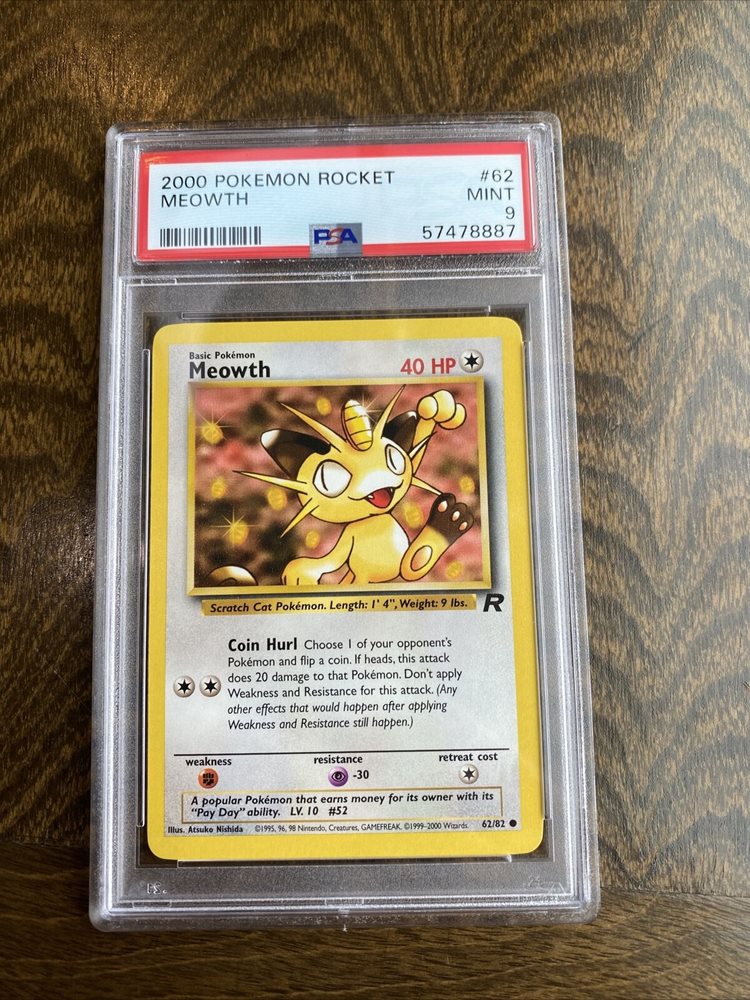 2000 POKEMON ROCKET #62
MEOWTH MINT
9
PSA 57478887
Basic Pokémon
Meowth 40 HP
Scratch Cat Pokémon. Length: 1' 4", Weight: 9 lbs.
R
Coin Hurl Choose 1 of your opponent's
Pokémon and flip a coin. If heads, this attack
does 20 damage to that Pokémon. Don't apply
Weakness and Resistance for this attack. (Any
other effects that would happen after applying
Weakness and Resistance still happen.)
weakness resistance retreat cost
-30
A popular Pokémon that earns money for its owner with its
"Pay Day" ability. LV. 10 #52
Illus. Atsuko Nishida ©1995, 96, 98 Nintendo, Creatures, GAMEFREAK. ©1999-2000 Wizards. 62/82